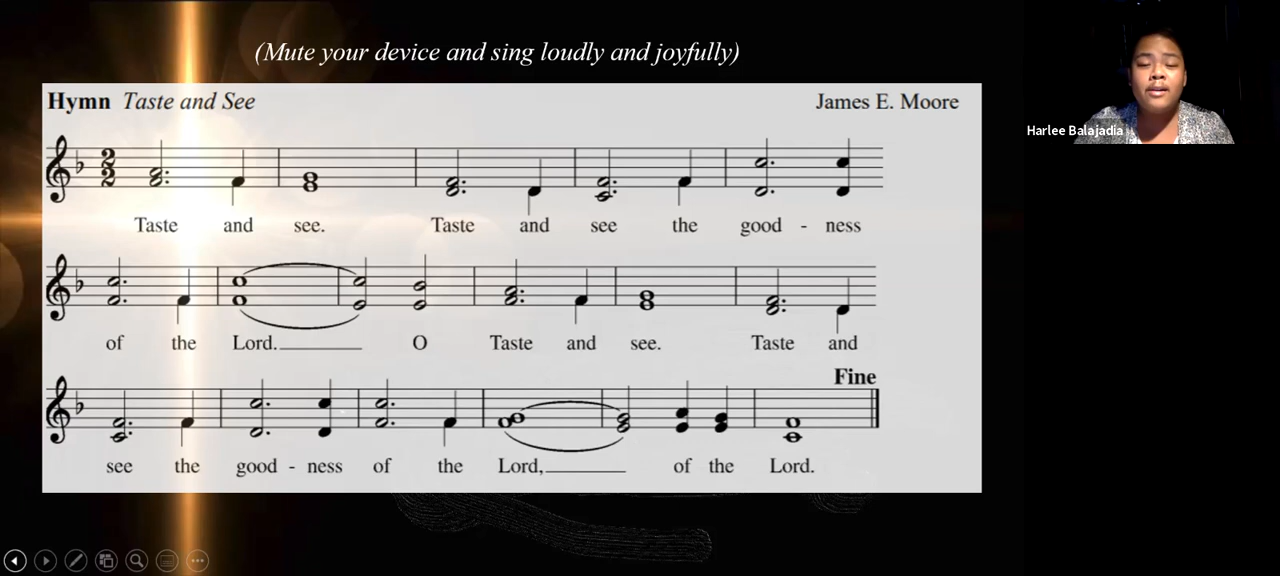 (Mute your device and sing loudly and joyfully)
Hymn Taste and See James E. Moore
Taste and see. Taste and see the good - ness
of the Lord. O Taste and see. Taste and
Fine
see the good - ness of the Lord, of the Lord.
Harlee Balajadia